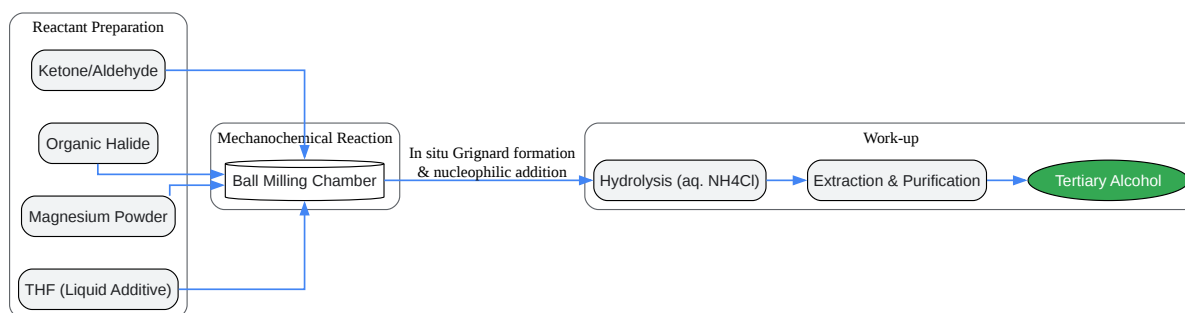 Reactant Preparation
Ketone/Aldehyde
Organic Halide
Magnesium Powder
THF (Liquid Additive)
Mechanochemical Reaction
Ball Milling Chamber
In situ Grignard formation
& nucleophilic addition
Work-up
Hydrolysis (aq. NH4Cl)
Extraction & Purification
Tertiary Alcohol